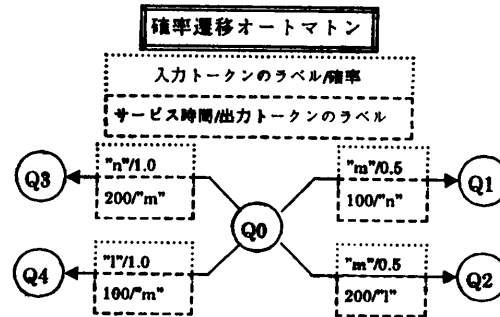 確率遷移オートマトン
入力トークンのラベル/確率
サービス時間/出力トークンのラベル
Q3
"n"/1.0
200/"m"
"m"/0.5
100/"n"
Q1
Q0
Q4
"l"/1.0
100/"m"
"m"/0.5
200/"l"
Q2